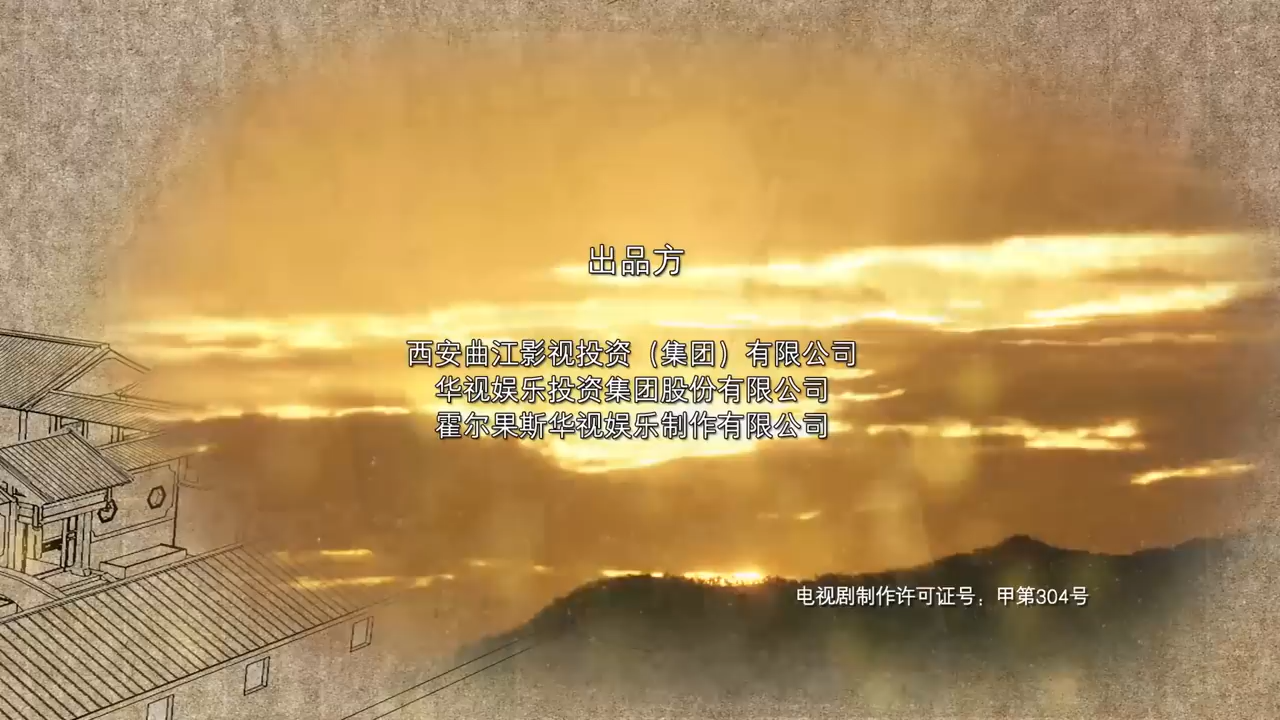 出品方
西安曲江影视投资（集团）有限公司
华视娱乐投资集团股份有限公司
霍尔果斯华视娱乐制作有限公司
电视剧制作许可证号：甲第304号